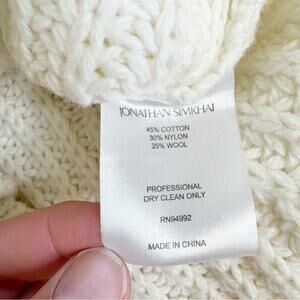 JONATHAN SIMKHAI
45% COTTON
30% NYLON
25% WOOL
PROFESSIONAL
DRY CLEAN ONLY
RN94992
MADE IN CHINA